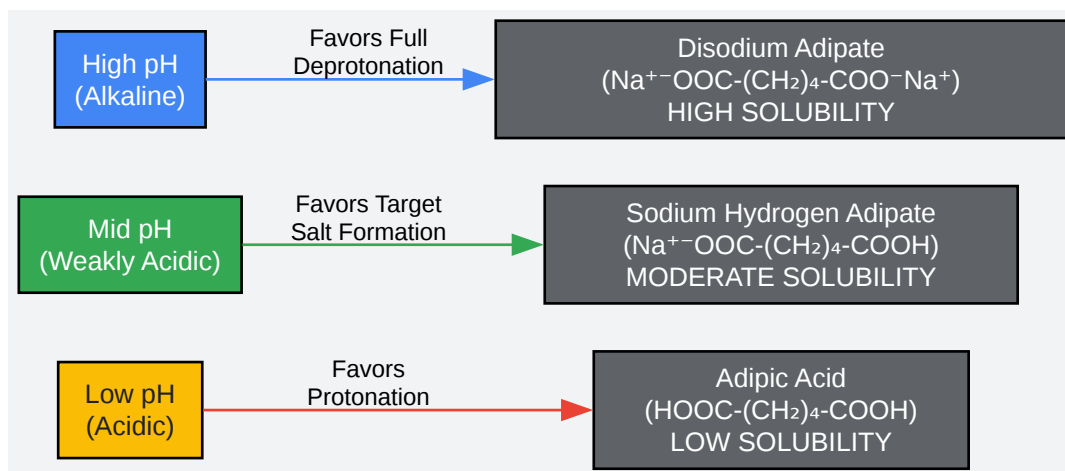 High pH
(Alkaline)
Favors Full
Deprotonation
Disodium Adipate
(Na⁺⁻OOC-(CH₂)₄-COO⁻Na⁺)
HIGH SOLUBILITY
Mid pH
(Weakly Acidic)
Favors Target
Salt Formation
Sodium Hydrogen Adipate
(Na⁺⁻OOC-(CH₂)₄-COOH)
MODERATE SOLUBILITY
Low pH
(Acidic)
Favors
Protonation
Adipic Acid
(HOOC-(CH₂)₄-COOH)
LOW SOLUBILITY